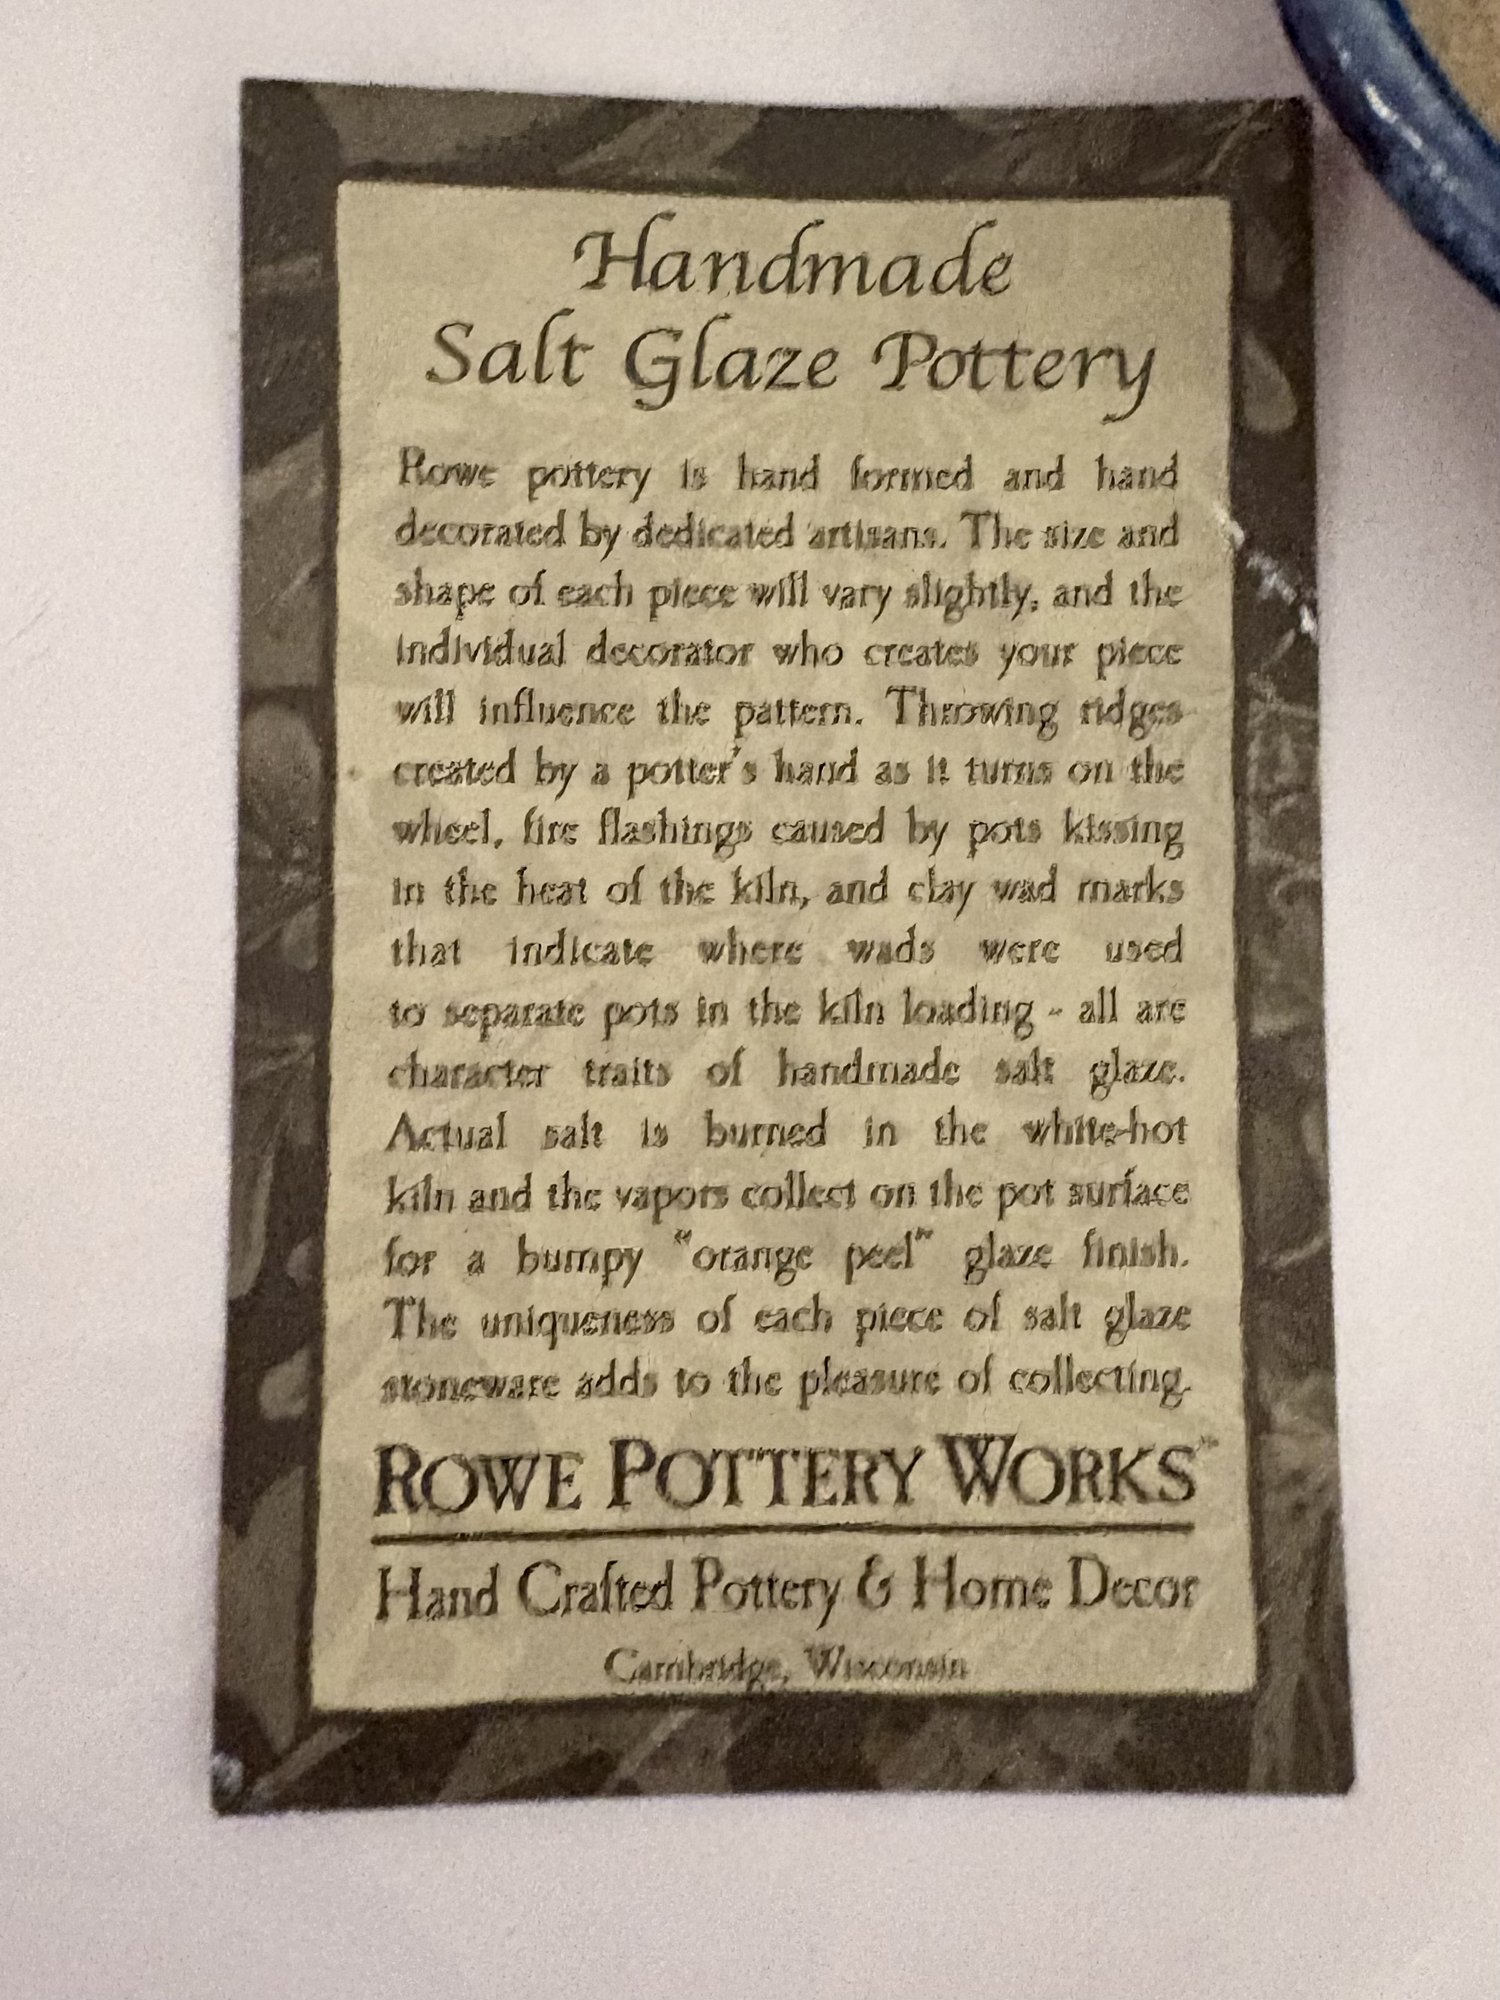 Handmade
Salt Glaze Pottery
Rowe pottery is hand formed and hand
decorated by dedicated artisans. The size and
shape of each piece will vary slightly, and the
individual decorator who creates your piece
will influence the pattern. Throwing ridges
created by a potter's hand as it turns on the
wheel, fire flashings caused by pots kissing
in the heat of the kiln, and clay wad marks
that indicate where wads were used
to separate pots in the kiln loading - all are
character traits of handmade salt glaze.
Actual salt is burned in the white-hot
kiln and the vapors collect on the pot surface
for a bumpy "orange peel" glaze finish.
The uniqueness of each piece of salt glaze
stoneware adds to the pleasure of collecting.
ROWE POTTERY WORKS™
Hand Crafted Pottery & Home Decor
Cambridge, Wisconsin